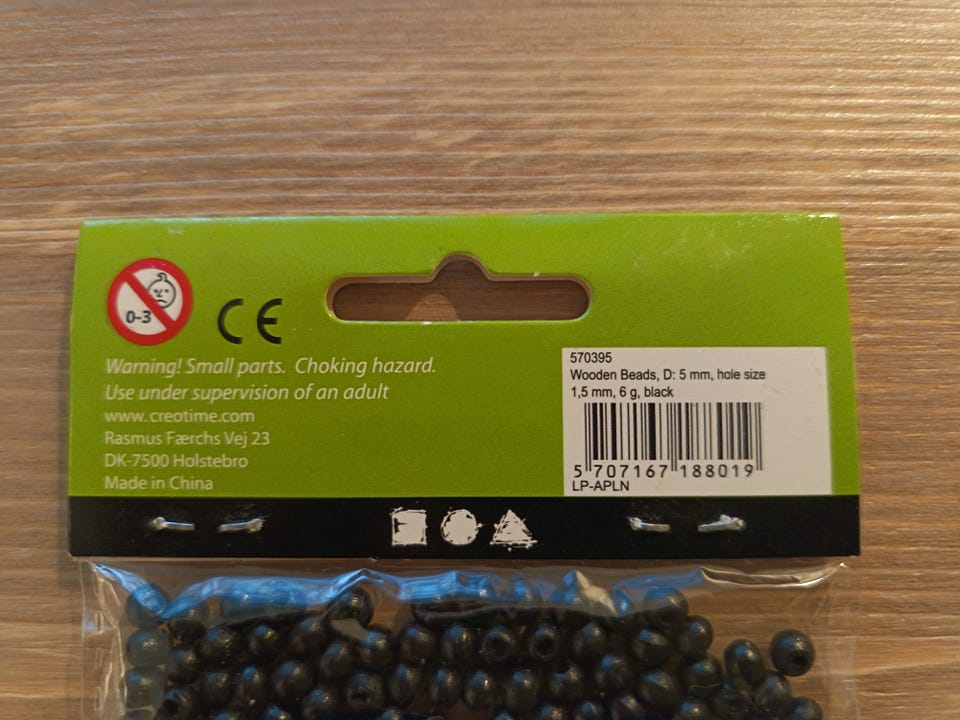 0-3
CE
Warning! Small parts. Choking hazard.
Use under supervision of an adult
www.creotime.com
Rasmus Færchs Vej 23
DK-7500 Holstebro
Made in China
570395
Wooden Beads, D: 5 mm, hole size
1,5 mm, 6 g, black
5 707167 188019
LP-APLN